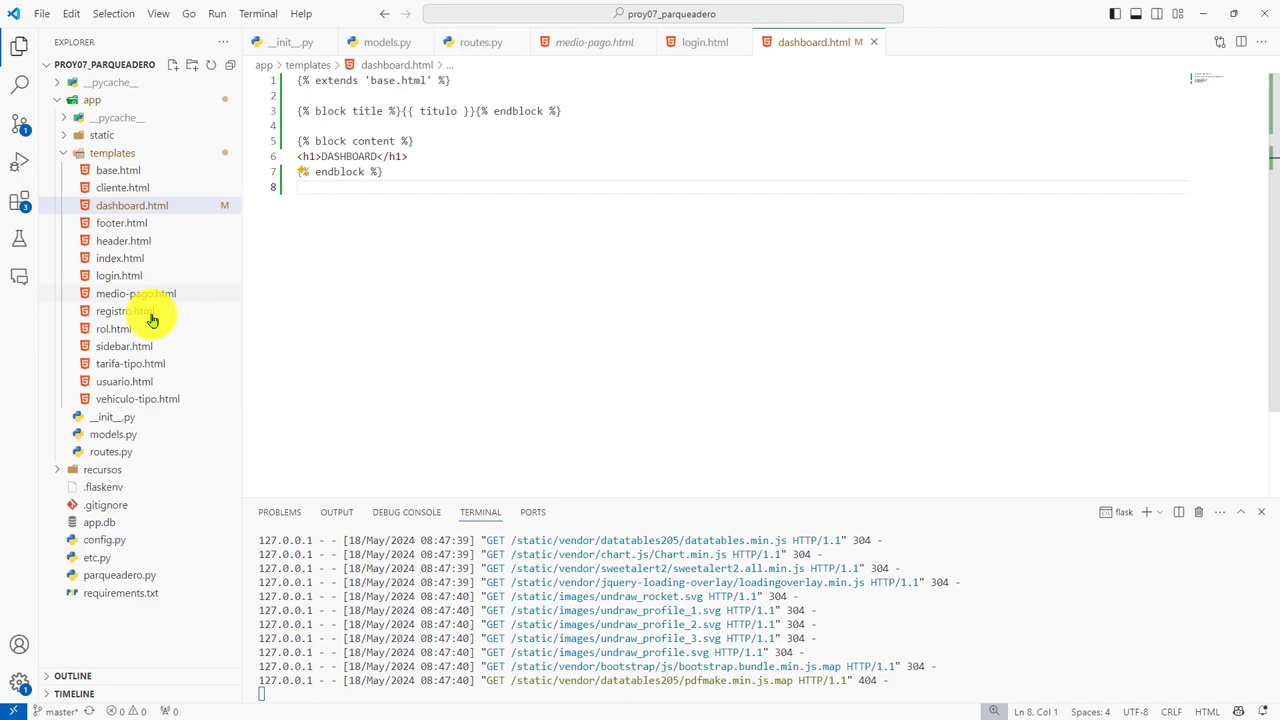 File Edit Selection View Go Run Terminal Help
proy07_parqueadero
EXPLORER
PROY07_PARQUEADERO
__pycache__
app
__pycache__
static
templates
base.html
cliente.html
dashboard.html M
footer.html
header.html
index.html
login.html
medio-pago.html
registro.html
rol.html
sidebar.html
tarifa-tipo.html
usuario.html
vehiculo-tipo.html
__init__.py
models.py
routes.py
recursos
.flaskenv
.gitignore
app.db
config.py
etc.py
parqueadero.py
requirements.txt
OUTLINE
TIMELINE
1
3
1
__init__.py models.py routes.py medio-pago.html login.html dashboard.html M
app > templates > dashboard.html > ...
1 {% extends 'base.html' %}
2
3 {% block title %}{{ titulo }}{% endblock %}
4
5 {% block content %}
6 <h1>DASHBOARD</h1>
7 {% endblock %}
8
PROBLEMS OUTPUT DEBUG CONSOLE TERMINAL PORTS
flask
127.0.0.1 - - [18/May/2024 08:47:39] "GET /static/vendor/datatables205/datatables.min.js HTTP/1.1" 304 -
127.0.0.1 - - [18/May/2024 08:47:39] "GET /static/vendor/chart.js/Chart.min.js HTTP/1.1" 304 -
127.0.0.1 - - [18/May/2024 08:47:39] "GET /static/vendor/sweetalert2/sweetalert2.all.min.js HTTP/1.1" 304 -
127.0.0.1 - - [18/May/2024 08:47:39] "GET /static/vendor/jquery-loading-overlay/loadingoverlay.min.js HTTP/1.1" 304 -
127.0.0.1 - - [18/May/2024 08:47:40] "GET /static/images/undraw_rocket.svg HTTP/1.1" 304 -
127.0.0.1 - - [18/May/2024 08:47:40] "GET /static/images/undraw_profile_1.svg HTTP/1.1" 304 -
127.0.0.1 - - [18/May/2024 08:47:40] "GET /static/images/undraw_profile_2.svg HTTP/1.1" 304 -
127.0.0.1 - - [18/May/2024 08:47:40] "GET /static/images/undraw_profile_3.svg HTTP/1.1" 304 -
127.0.0.1 - - [18/May/2024 08:47:40] "GET /static/images/undraw_profile.svg HTTP/1.1" 304 -
127.0.0.1 - - [18/May/2024 08:47:40] "GET /static/vendor/bootstrap/js/bootstrap.bundle.min.js.map HTTP/1.1" 304 -
127.0.0.1 - - [18/May/2024 08:47:40] "GET /static/vendor/datatables205/pdfmake.min.js.map HTTP/1.1" 404 -
master* 0 0 0 Ln 8, Col 1 Spaces: 4 UTF-8 CRLF HTML